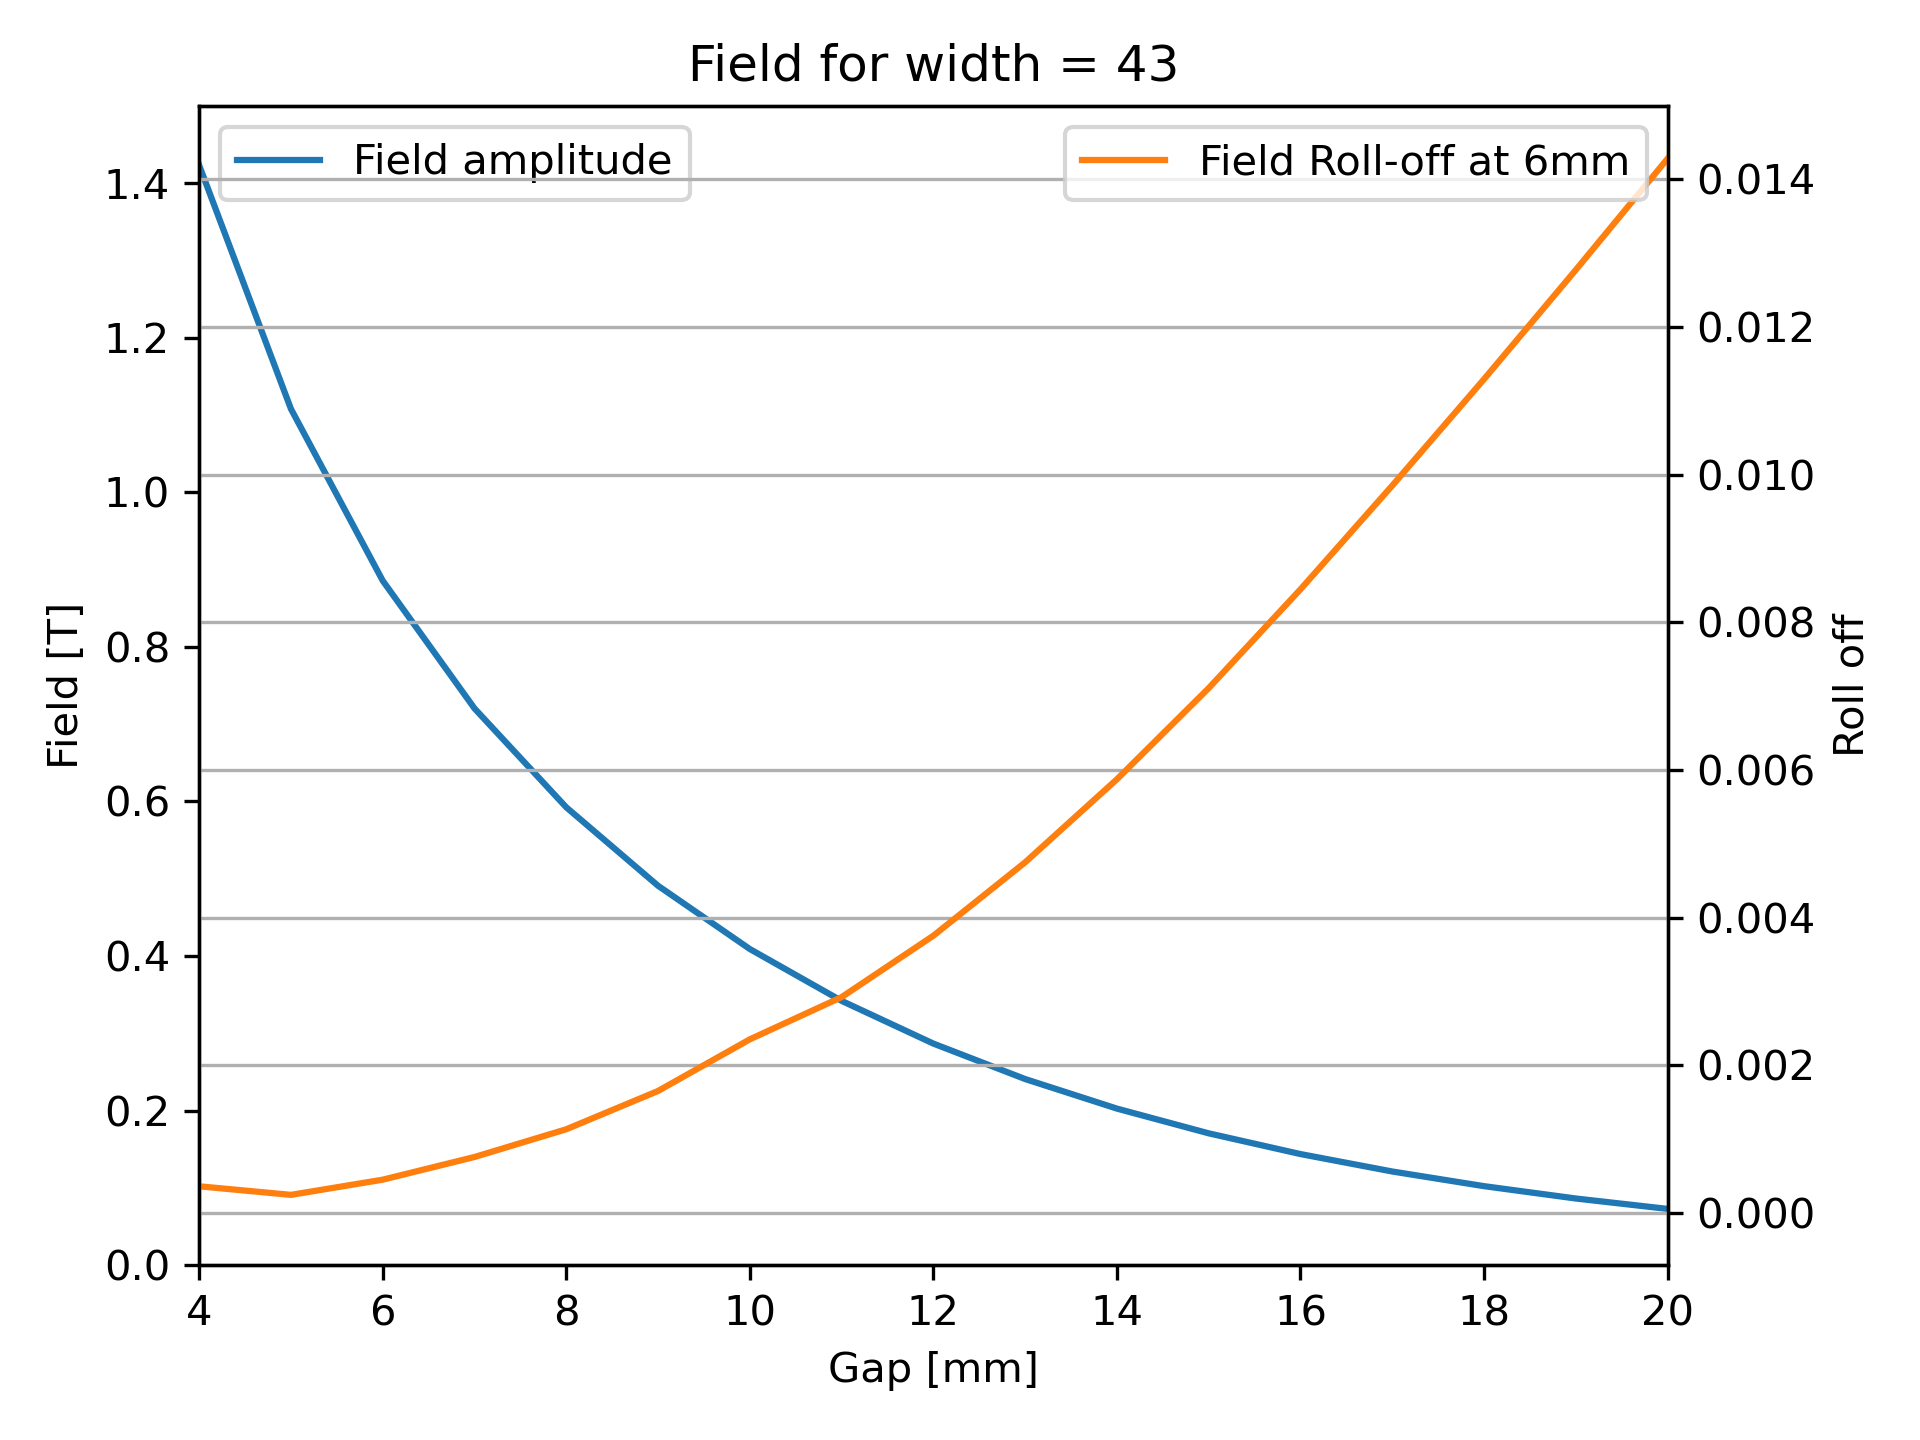 Field for width = 43
Field amplitude
Field Roll-off at 6mm
1.4
1.2
1.0
0.8
0.6
0.4
0.2
0.0
Field [T]
0.014
0.012
0.010
0.008
0.006
0.004
0.002
0.000
Roll off
4 6 8 10 12 14 16 18 20
Gap [mm]